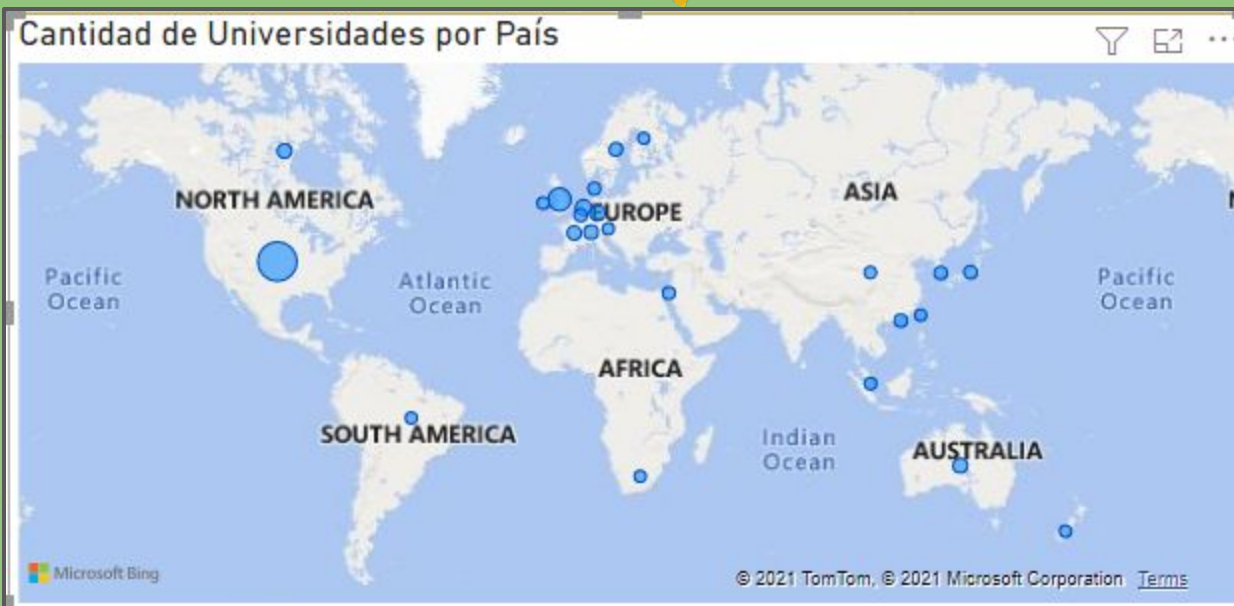 Cantidad de Universidades por País
NORTH AMERICA
EUROPE
ASIA
Pacific
Ocean
Atlantic
Ocean
Pacific
Ocean
AFRICA
SOUTH AMERICA
Indian
Ocean
AUSTRALIA
Microsoft Bing
© 2021 TomTom, © 2021 Microsoft Corporation Terms